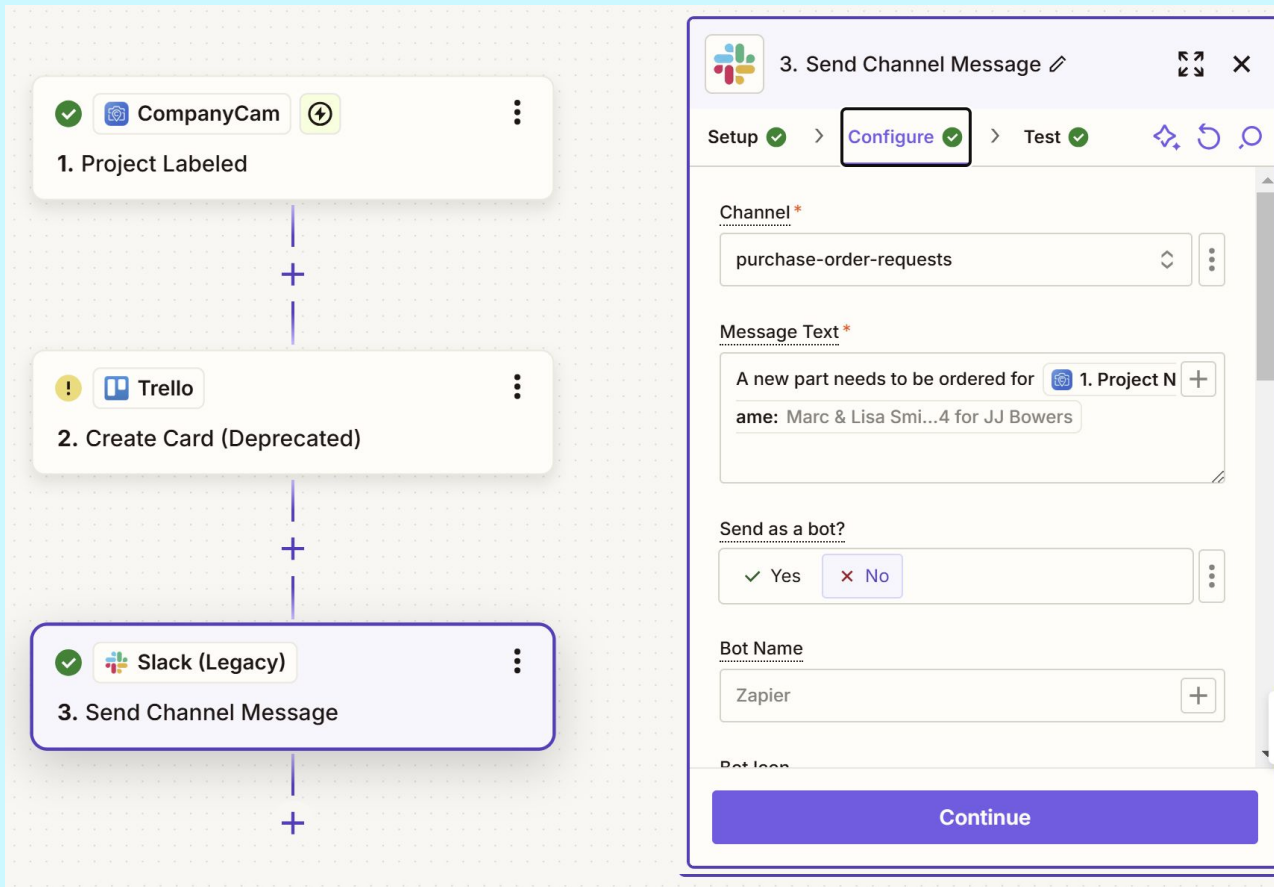 CompanyCam
1. Project Labeled
Trello
2. Create Card (Deprecated)
Slack (Legacy)
3. Send Channel Message
3. Send Channel Message
Setup
Configure
Test
Channel*
purchase-order-requests
Message Text*
A new part needs to be ordered for 1. Project N
ame: Marc & Lisa Smi...4 for JJ Bowers
Send as a bot?
Yes
No
Bot Name
Zapier
Bot Icon
Continue